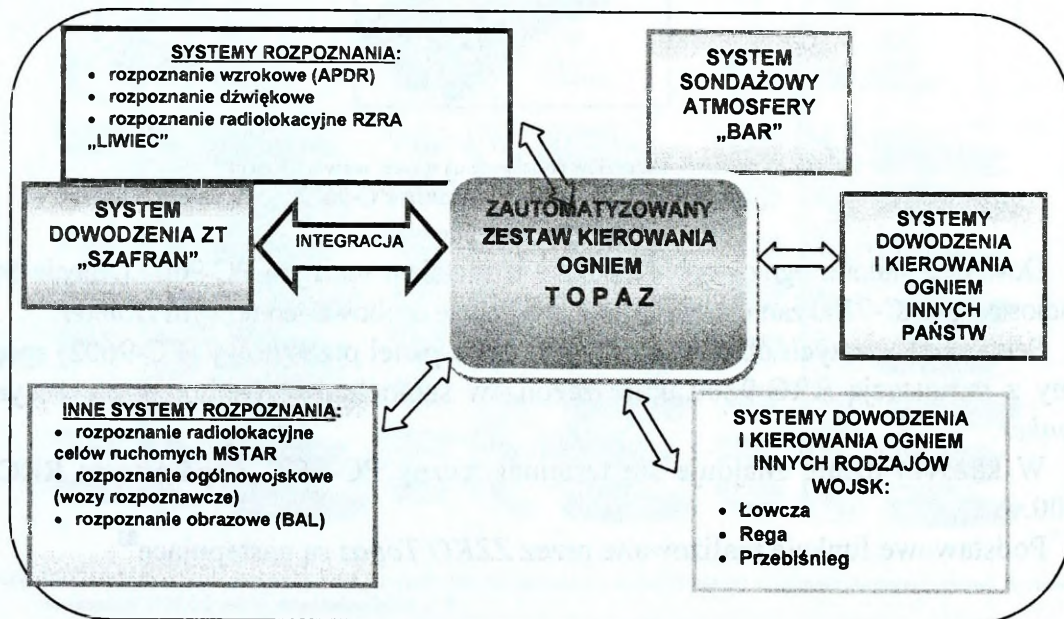 SYSTEMY ROZPOZNANIA:
• rozpoznanie wzrokowe (APDR)
• rozpoznanie dźwiękowe
• rozpoznanie radiolokacyjne RZRA
„LIWIEC”
SYSTEM
SONDAŻOWY
ATMOSFERY
„BAR”
SYSTEM
DOWODZENIA ZT
„SZAFRAN”
INTEGRACJA
ZAUTOMATYZOWANY
ZESTAW KIEROWANIA
OGNIEM
TOPAZ
SYSTEMY
DOWODZENIA
I KIEROWANIA
OGNIEM
INNYCH
PAŃSTW
INNE SYSTEMY ROZPOZNANIA:
• rozpoznanie radiolokacyjne
celów ruchomych MSTAR
• rozpoznanie ogólnowojskowe
(wozy rozpoznawcze)
• rozpoznanie obrazowe (BAL)
SYSTEMY DOWODZENIA
I KIEROWANIA OGNIEM
INNYCH RODZAJÓW
WOJSK:
• Łowcza
• Rega
• Przebiśnieg